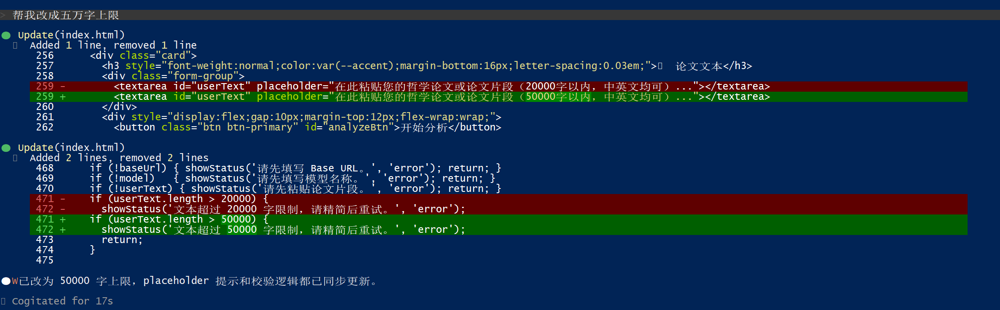 > 帮我改成五万字上限
● Update(index.html)
Added 1 line, removed 1 line
256      <div class="card">
257        <h3 style="font-weight:normal;color:var(--accent);margin-bottom:16px;letter-spacing:0.03em;">▯  论文文本</h3>
258        <div class="form-group">
259 -        <textarea id="userText" placeholder="在此粘贴您的哲学论文或论文片段（20000字以内，中英文均可）..."></textarea>
259 +        <textarea id="userText" placeholder="在此粘贴您的哲学论文或论文片段（50000字以内，中英文均可）..."></textarea>
260        </div>
261        <div style="display:flex;gap:10px;margin-top:12px;flex-wrap:wrap;">
262          <button class="btn btn-primary" id="analyzeBtn">开始分析</button>
● Update(index.html)
Added 2 lines, removed 2 lines
468      if (!baseUrl) { showStatus('请先填写 Base URL。', 'error'); return; }
469      if (!model)   { showStatus('请先填写模型名称。', 'error'); return; }
470      if (!userText) { showStatus('请先粘贴论文片段。', 'error'); return; }
471 -    if (userText.length > 20000) {
472 -      showStatus('文本超过 20000 字限制，请精简后重试。', 'error');
471 +    if (userText.length > 50000) {
472 +      showStatus('文本超过 50000 字限制，请精简后重试。', 'error');
473        return;
474      }
475
●W已改为 50000 字上限，placeholder 提示和校验逻辑都已同步更新。
Cogitated for 17s